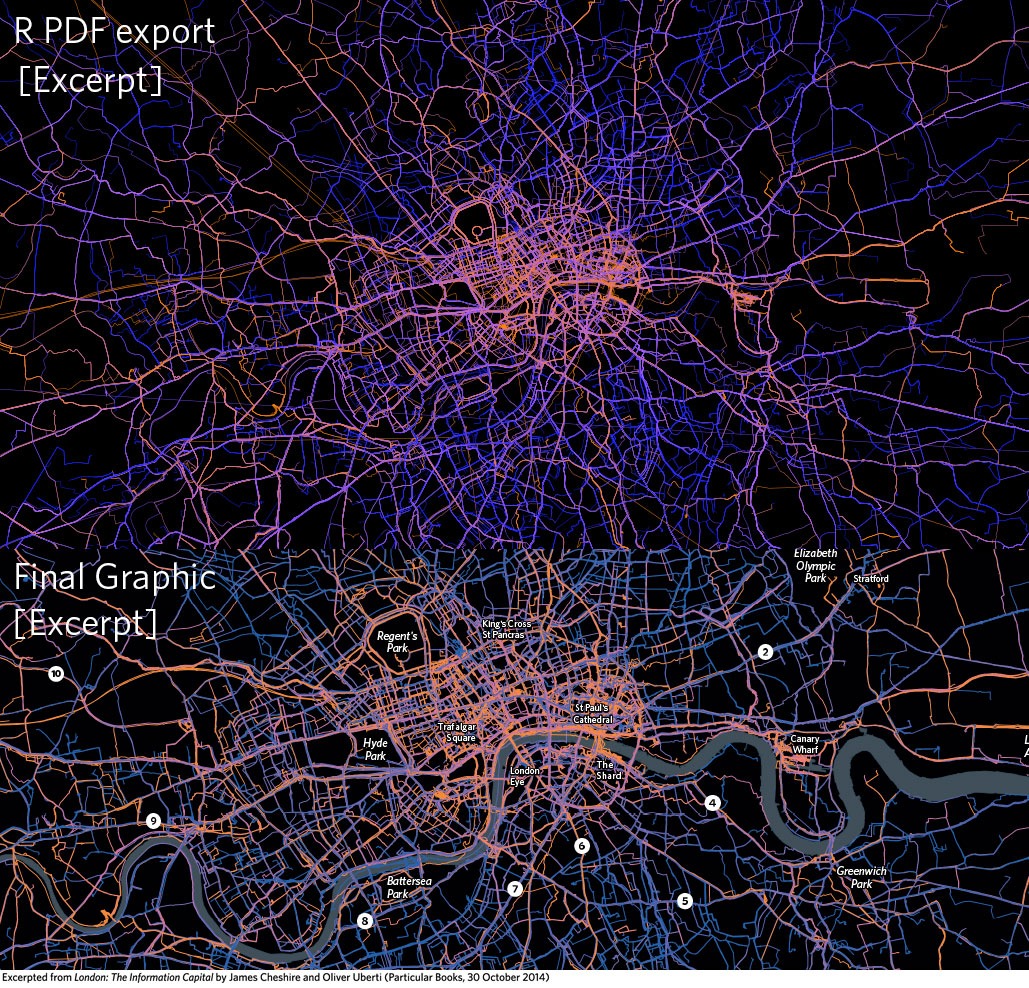 R PDF export
[Excerpt]
Final Graphic
[Excerpt]
Elizabeth
Olympic
Park
Stratford
King's Cross
St Pancras
Regent's
Park
2
10
St Paul's
Cathedral
Trafalgar
Square
Hyde
Park
Canary
Wharf
London
Eye
The
Shard
4
9
6
Greenwich
Park
Battersea
Park
7
5
8
Excerpted from London: The Information Capital by James Cheshire and Oliver Uberti (Particular Books, 30 October 2014)